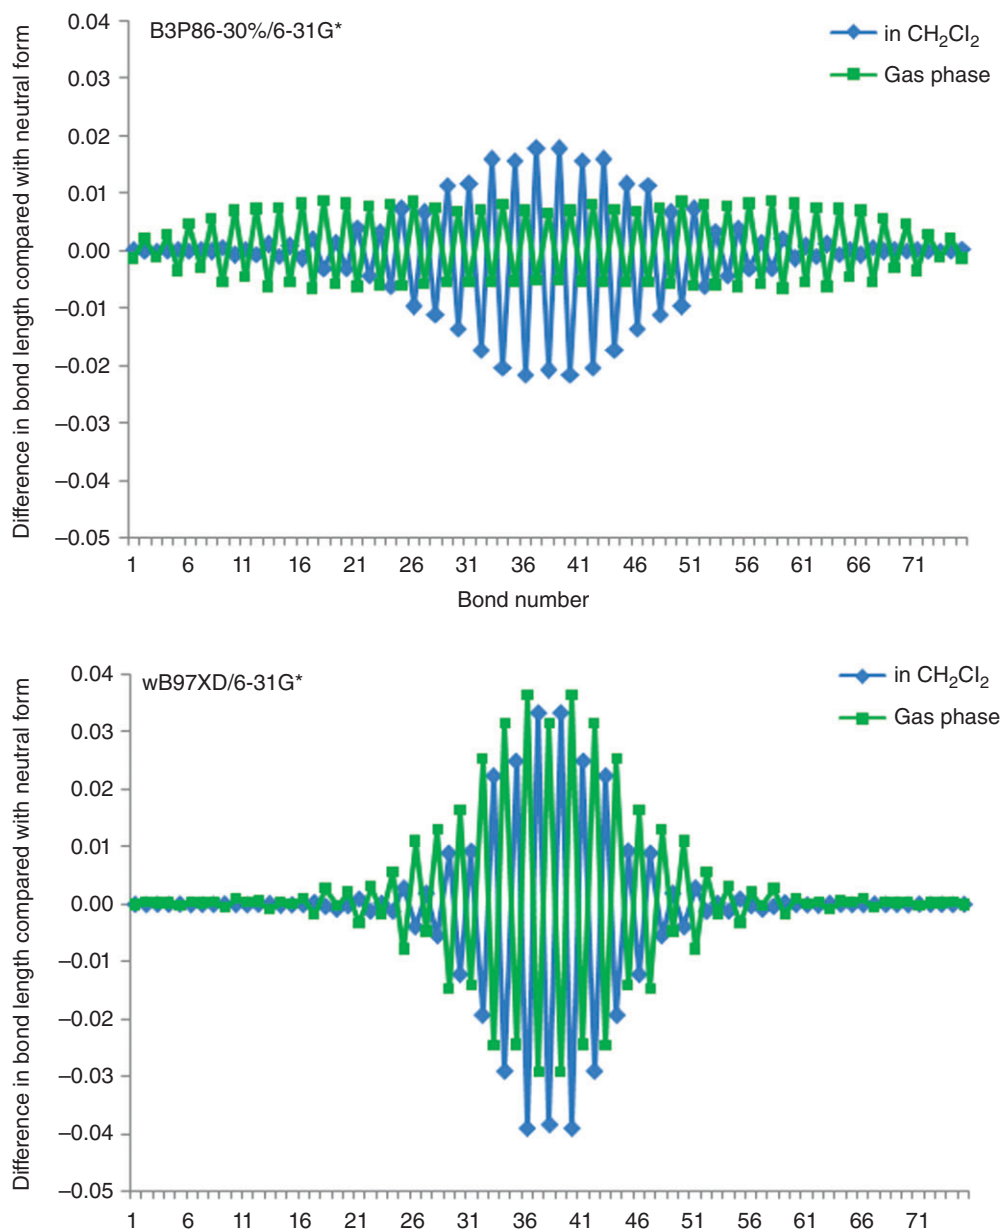 B3P86-30%/6-31G*
in CH₂Cl₂
Gas phase
Difference in bond length compared with neutral form
0.04
0.03
0.02
0.01
0.00
−0.01
−0.02
−0.03
−0.04
−0.05
1 6 11 16 21 26 31 36 41 46 51 56 61 66 71
Bond number
wB97XD/6-31G*
in CH₂Cl₂
Gas phase
Difference in bond length compared with neutral form
0.04
0.03
0.02
0.01
0.00
−0.01
−0.02
−0.03
−0.04
−0.05
1 6 11 16 21 26 31 36 41 46 51 56 61 66 71